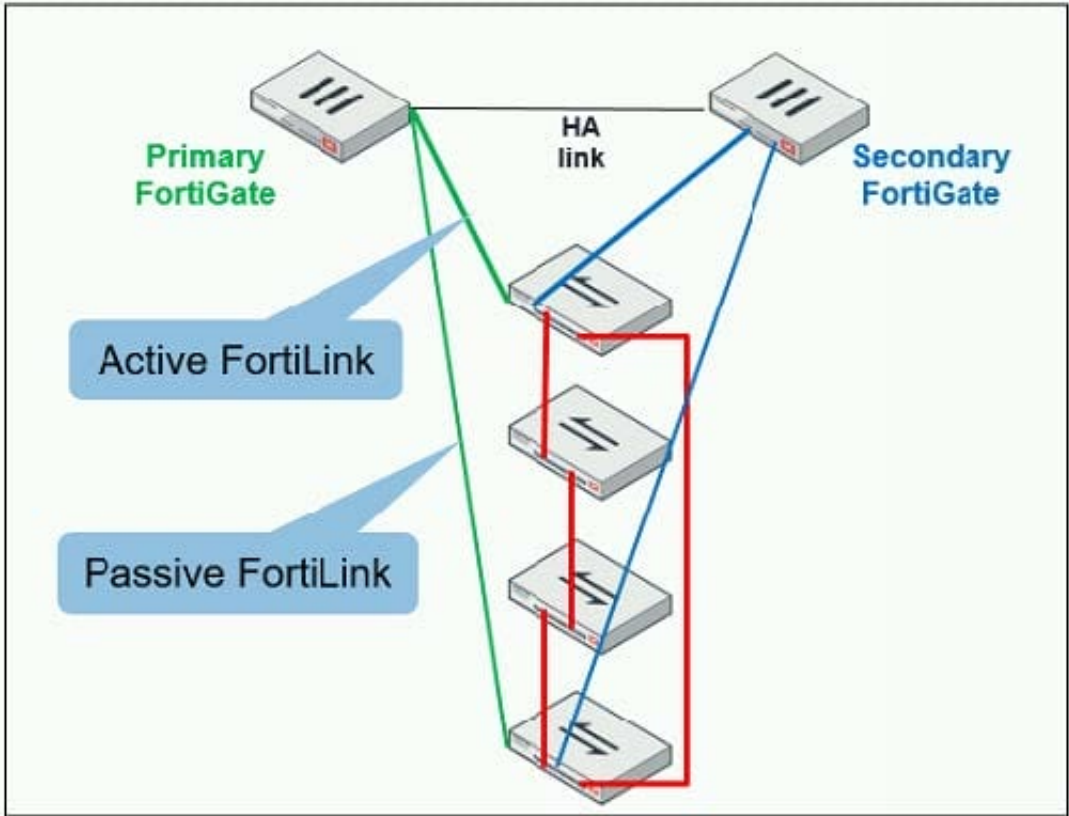 HA
link
Primary
FortiGate
Secondary
FortiGate
Active FortiLink
Passive FortiLink